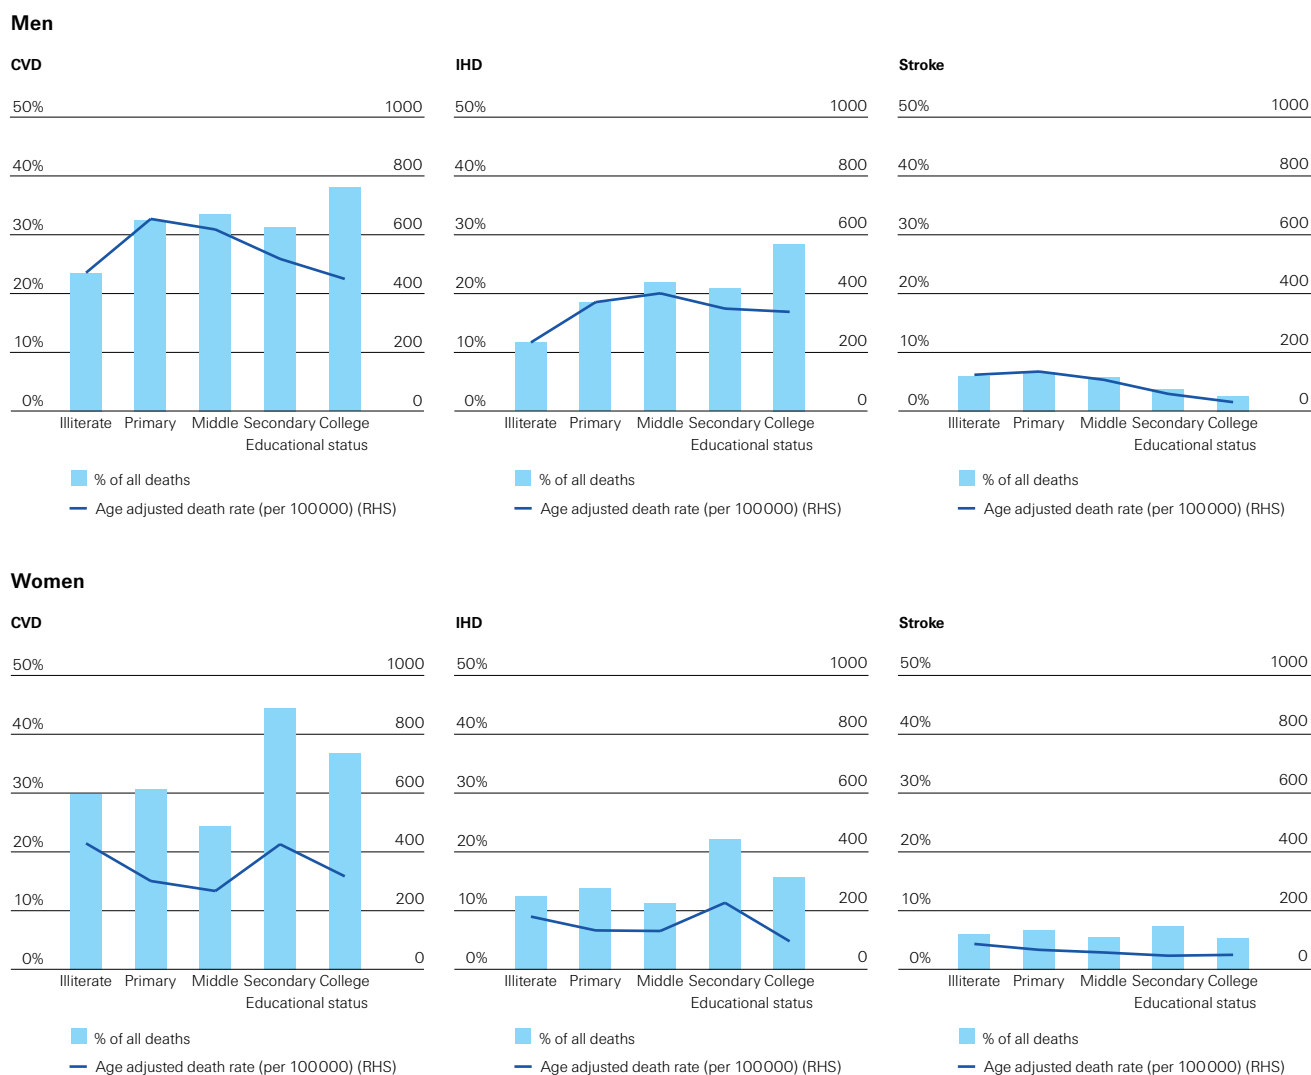 Men
CVD
IHD
Stroke
50% 1000 50% 1000 50% 1000
40% 800 40% 800 40% 800
30% 600 30% 600 30% 600
20% 400 20% 400 20% 400
10% 200 10% 200 10% 200
0% 0 0% 0 0% 0
Illiterate Primary Middle Secondary College Illiterate Primary Middle Secondary College Illiterate Primary Middle Secondary College
Educational status Educational status Educational status
% of all deaths % of all deaths % of all deaths
Age adjusted death rate (per 100000) (RHS) Age adjusted death rate (per 100000) (RHS) Age adjusted death rate (per 100000) (RHS)
Women
CVD
IHD
Stroke
50% 1000 50% 1000 50% 1000
40% 800 40% 800 40% 800
30% 600 30% 600 30% 600
20% 400 20% 400 20% 400
10% 200 10% 200 10% 200
0% 0 0% 0 0% 0
Illiterate Primary Middle Secondary College Illiterate Primary Middle Secondary College Illiterate Primary Middle Secondary College
Educational status Educational status Educational status
% of all deaths % of all deaths % of all deaths
Age adjusted death rate (per 100000) (RHS) Age adjusted death rate (per 100000) (RHS) Age adjusted death rate (per 100000) (RHS)